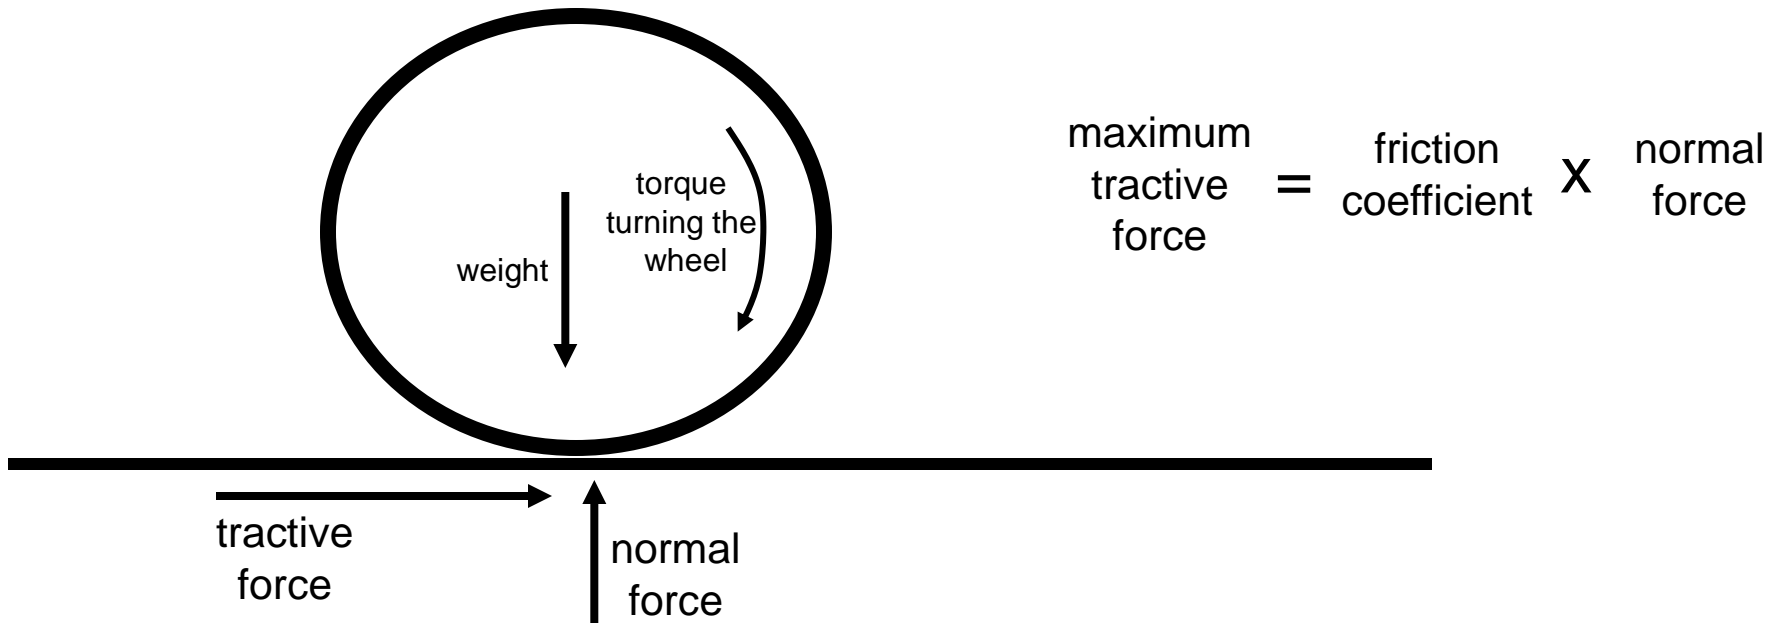 torque
turning the
wheel
weight
maximum
tractive
force
=
friction
coefficient
x
normal
force
tractive
force
normal
force